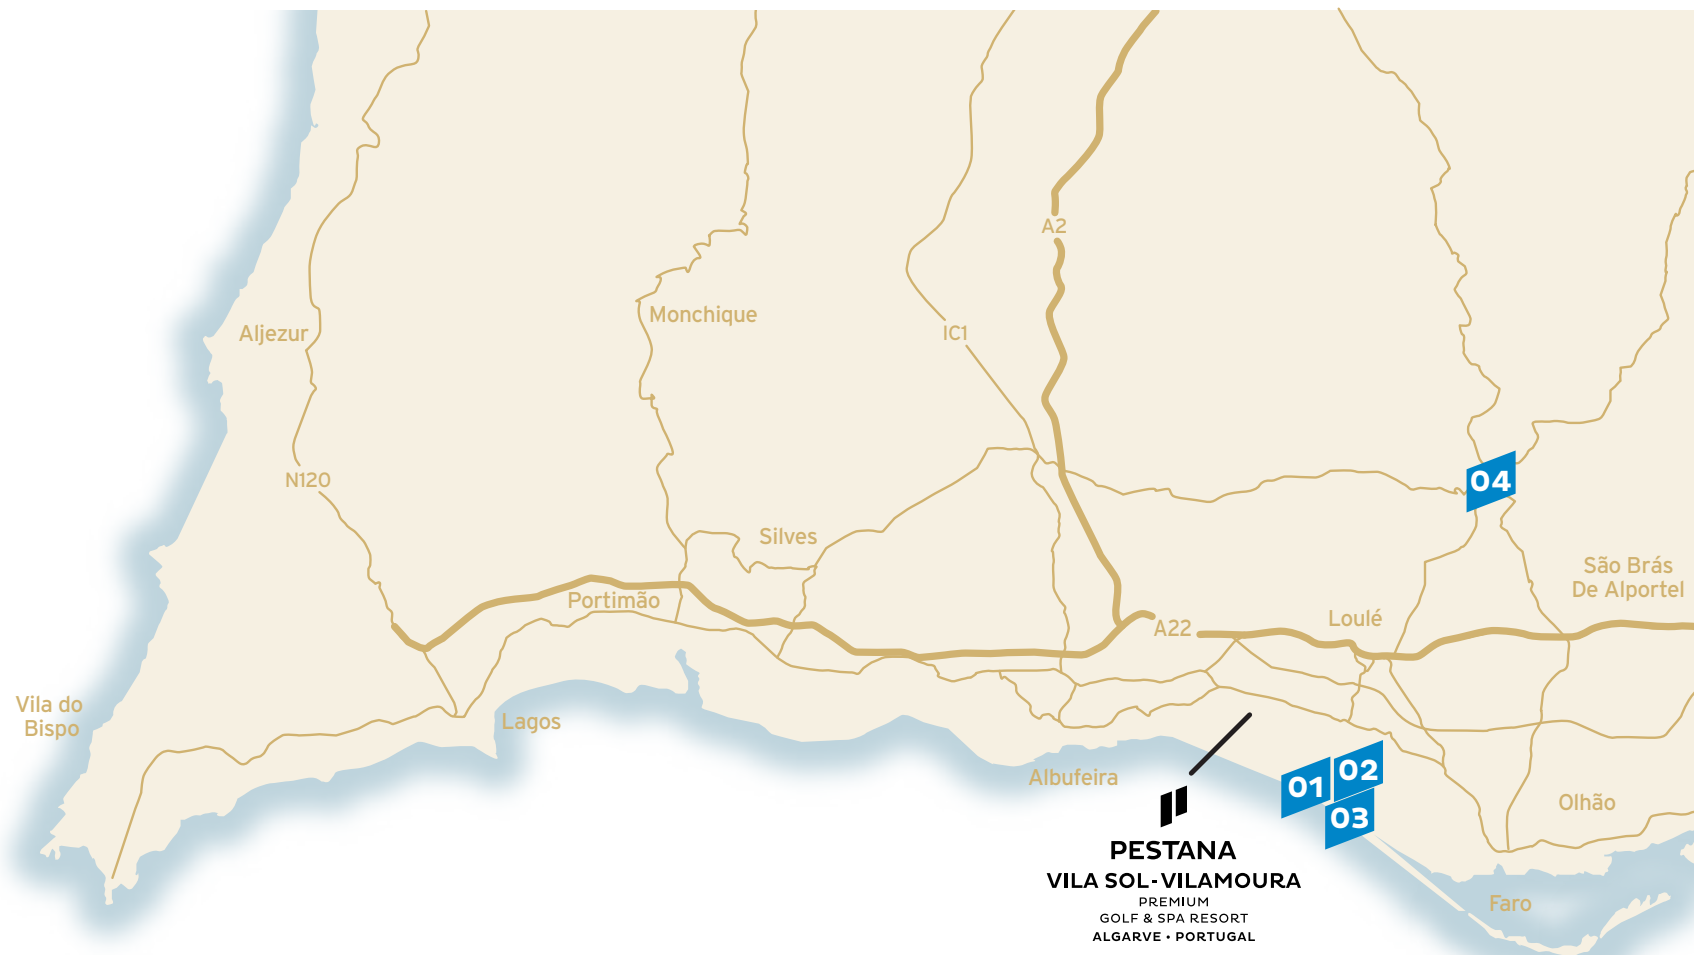 A2
Monchique
Aljezur
IC1
N120
04
Silves
São Brás
De Alportel
Portimão
Loulé
A22
Vila do
Bispo
Lagos
Albufeira
01
02
03
Olhão
PESTANA
VILA SOL-VILAMOURA
PREMIUM
GOLF & SPA RESORT
ALGARVE • PORTUGAL
Faro